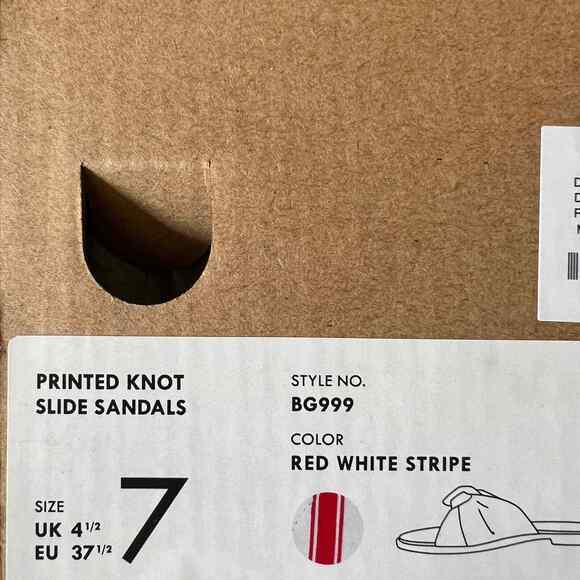 PRINTED KNOT
SLIDE SANDALS
STYLE NO.
BG999
COLOR
RED WHITE STRIPE
SIZE
7
UK 4 1/2
EU 37 1/2